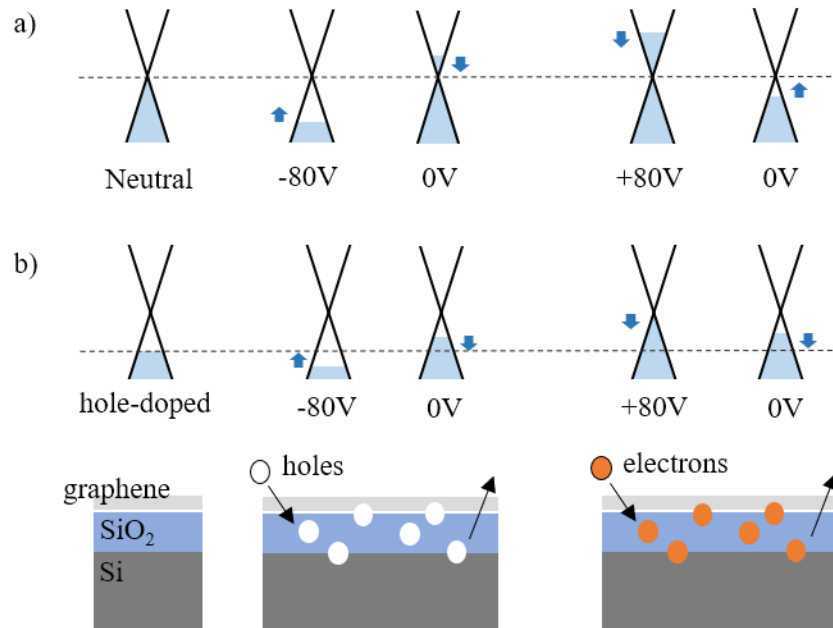 a)
Neutral -80V 0V +80V 0V
b)
hole-doped -80V 0V +80V 0V
holes electrons
graphene
SiO₂
Si